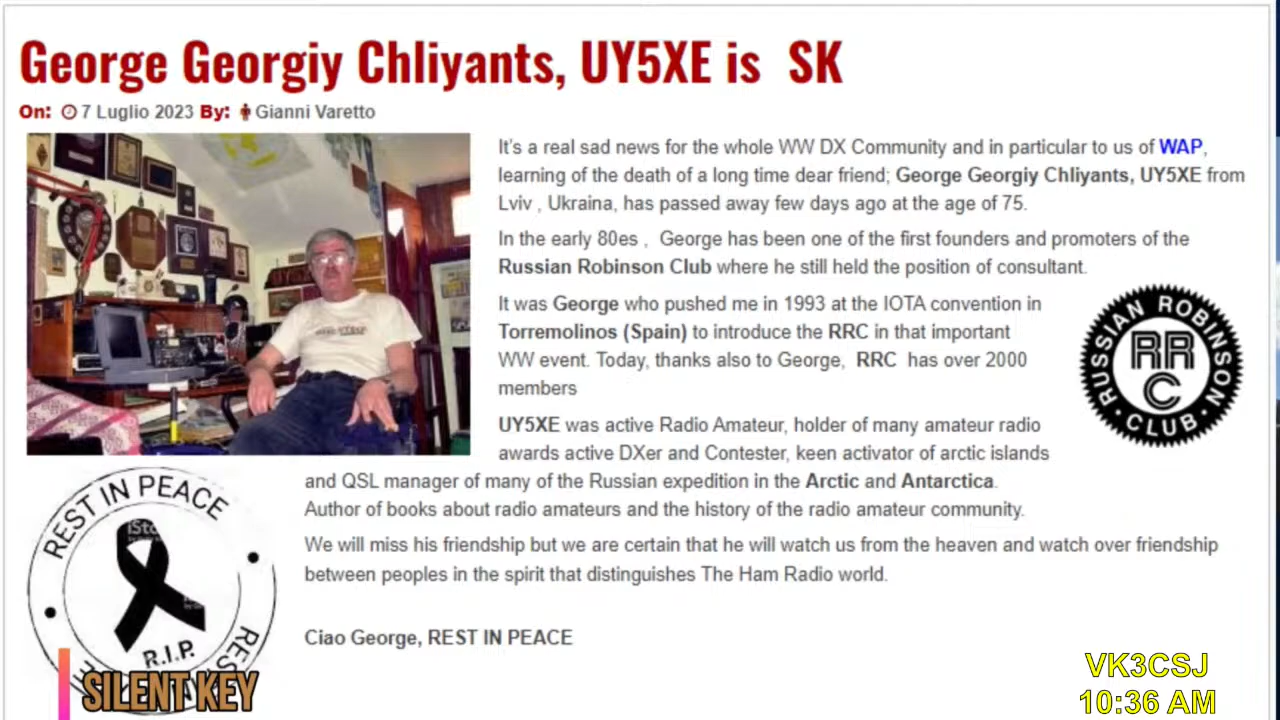 George Georgiy Chliyants, UY5XE is SK
On: 7 Luglio 2023 By: Gianni Varetto
It's a real sad news for the whole WW DX Community and in particular to us of WAP,
learning of the death of a long time dear friend; George Georgiy Chliyants, UY5XE from
Lviv , Ukraina, has passed away few days ago at the age of 75.
In the early 80es , George has been one of the first founders and promoters of the
Russian Robinson Club where he still held the position of consultant.
It was George who pushed me in 1993 at the IOTA convention in
Torremolinos (Spain) to introduce the RRC in that important
WW event. Today, thanks also to George, RRC has over 2000
members
RUSSIAN ROBINSON
RR
C
CLUB
UY5XE was active Radio Amateur, holder of many amateur radio
awards active DXer and Contester, keen activator of arctic islands
and QSL manager of many of the Russian expedition in the Arctic and Antarctica.
Author of books about radio amateurs and the history of the radio amateur community.
We will miss his friendship but we are certain that he will watch us from the heaven and watch over friendship
between peoples in the spirit that distinguishes The Ham Radio world.
Ciao George, REST IN PEACE
REST IN PEACE
R.I.P.
SILENT KEY
VK3CSJ
10:36 AM